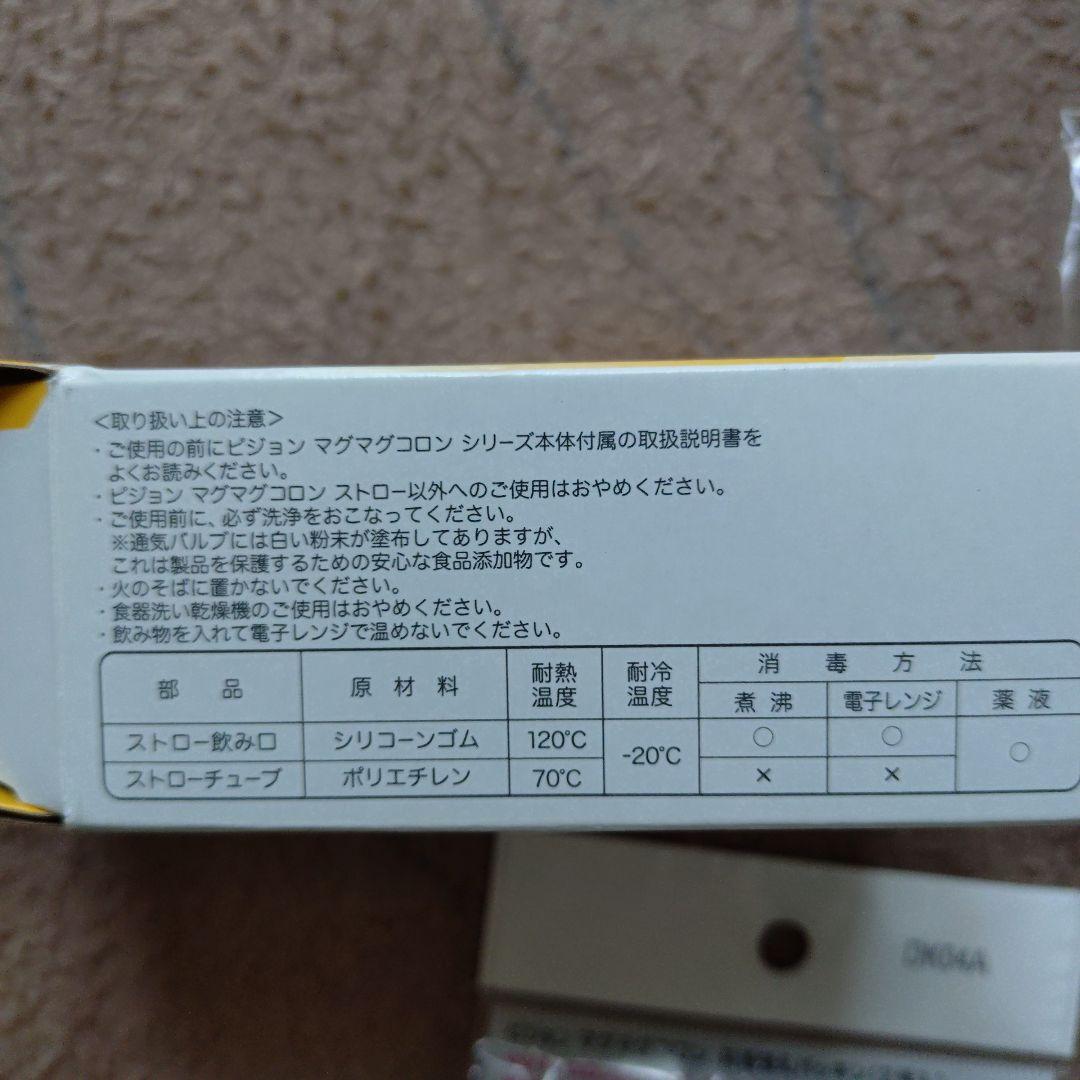 ＜取り扱い上の注意＞
・ご使用の前にピジョン マグマグコロン シリーズ本体付属の取扱説明書を
よくお読みください。
・ピジョン マグマグコロン ストロー以外へのご使用はおやめください。
・ご使用前に、必ず洗浄をおこなってください。
※通気バルブには白い粉末が塗布してありますが、
これは製品を保護するための安心な食品添加物です。
・火のそばに置かないでください。
・食器洗い乾燥機のご使用はおやめください。
・飲み物を入れて電子レンジで温めないでください。
部品 原材料 耐熱温度 耐冷温度 消毒方法
煮沸 電子レンジ 薬液
ストロー飲み口 シリコーンゴム 120℃ -20℃ ○ ○ ○
ストローチューブ ポリエチレン 70℃ × ×
DK04A